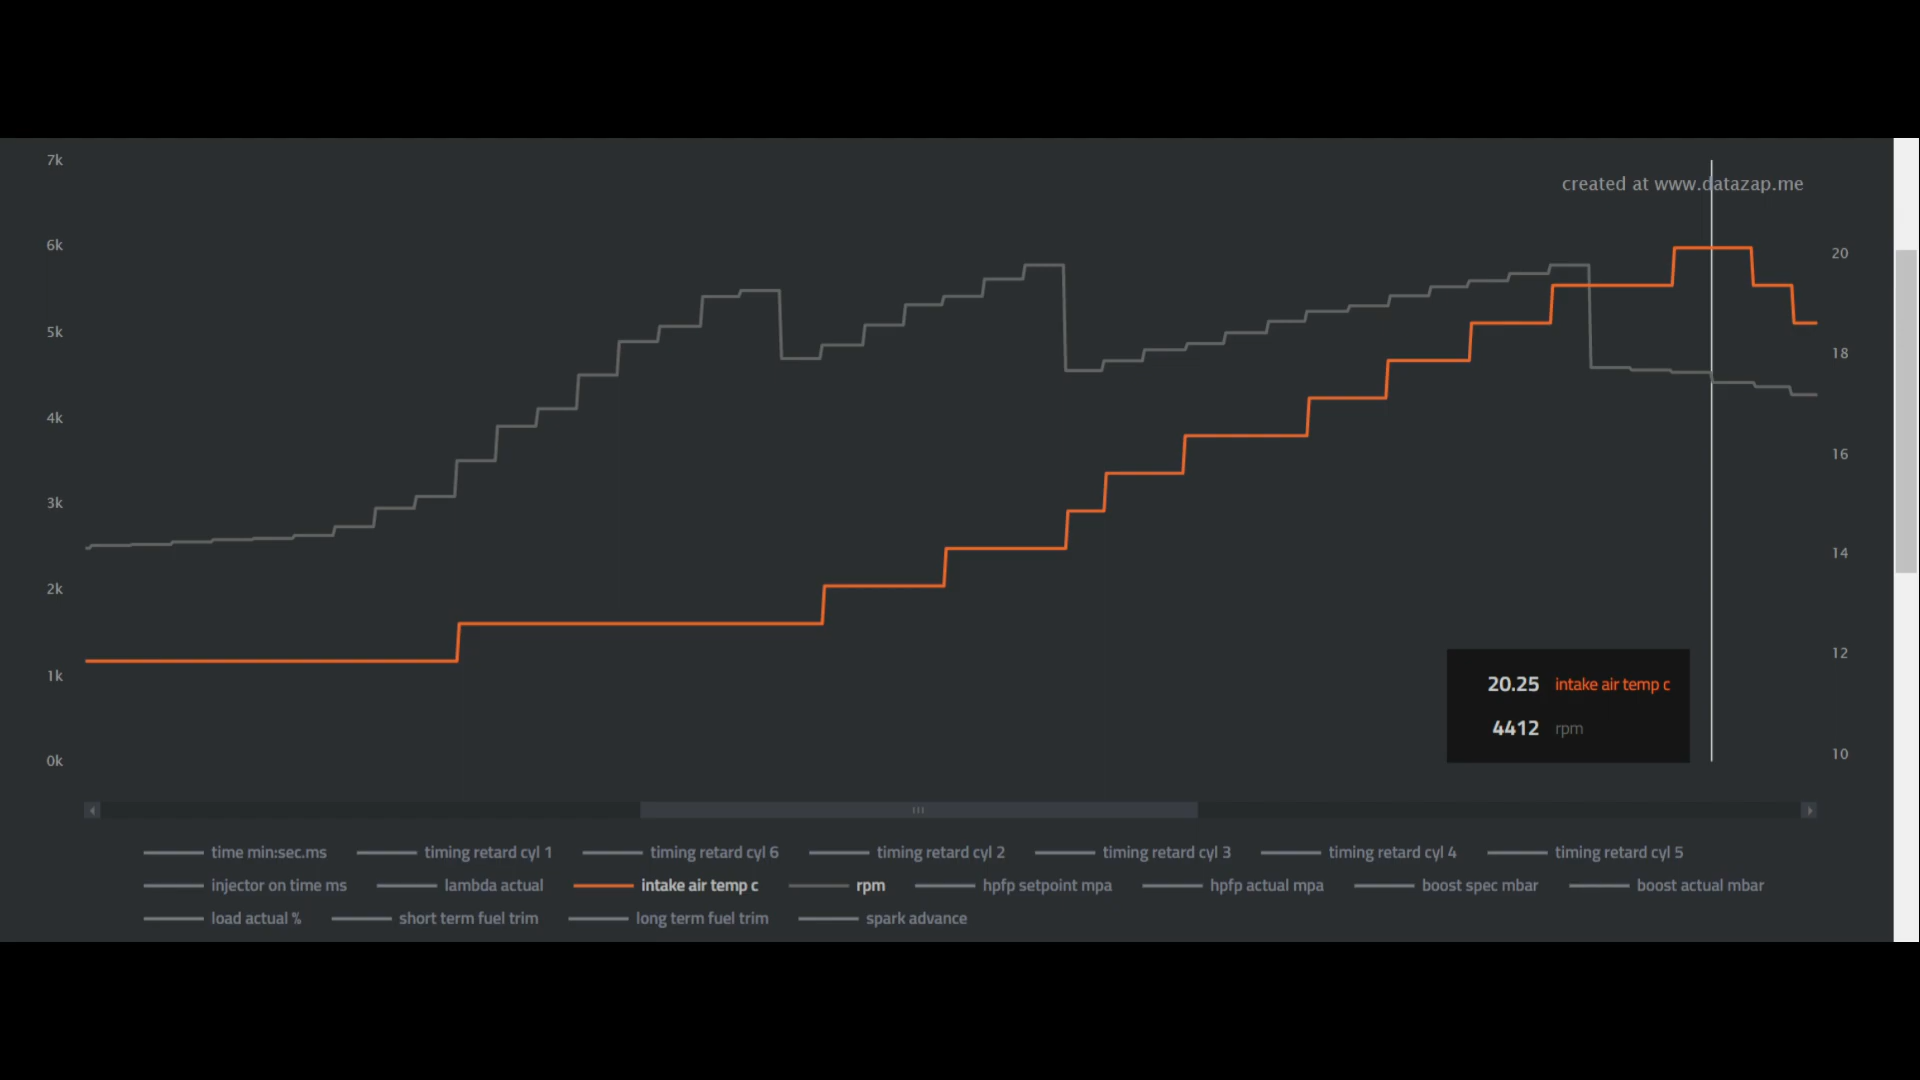 7k
created at www.datazap.me
6k
20
5k
18
4k
16
3k
14
2k
12
1k
20.25 intake air temp c
4412 rpm
0k
10
time min:sec.ms timing retard cyl 1 timing retard cyl 6 timing retard cyl 2 timing retard cyl 3 timing retard cyl 4 timing retard cyl 5
injector on time ms lambda actual intake air temp c rpm hpfp setpoint mpa hpfp actual mpa boost spec mbar boost actual mbar
load actual % short term fuel trim long term fuel trim spark advance